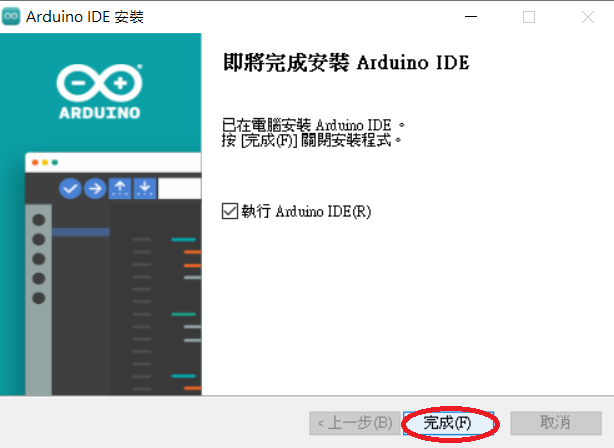 Arduino IDE 安裝
ARDUINO
即將完成安裝 Arduino IDE
已在電腦安裝 Arduino IDE 。
按 [完成(F)] 關閉安裝程式。
執行 Arduino IDE(R)
< 上一步(B)
完成(F)
取消